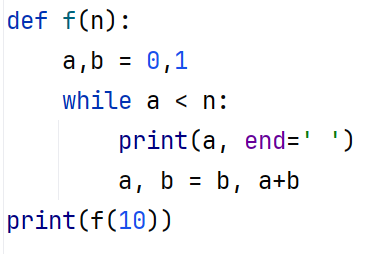 def f(n):
    a,b = 0,1
    while a < n:
        print(a, end=' ')
        a, b = b, a+b
print(f(10))